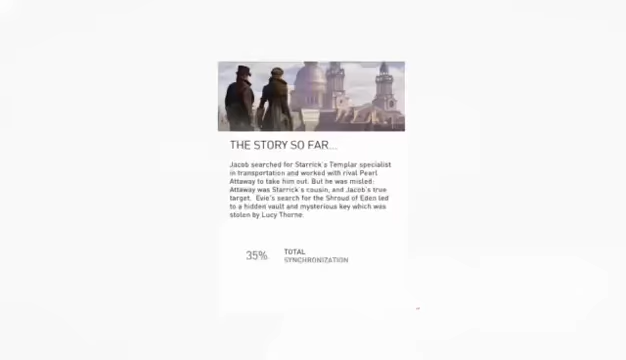 THE STORY SO FAR...
Jacob searched for Starrick's Templar specialist
in transportation and worked with rival Pearl
Attaway to take him out. But he was misled:
Attaway was Starrick's cousin, and Jacob's true
target. Evie's search for the Shroud of Eden led
to a hidden vault and mysterious key which was
stolen by Lucy Thorne.
35% TOTAL
SYNCHRONIZATION